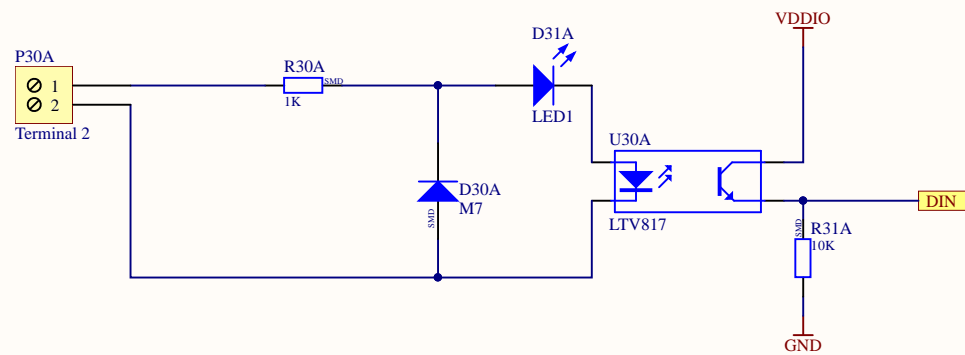 VDDIO
D31A
P30A
R30A
SMD
1
1K
2
LED1
Terminal 2
U30A
D30A
M7
SMD
DIN
LTV817
SMD
R31A
10K
GND